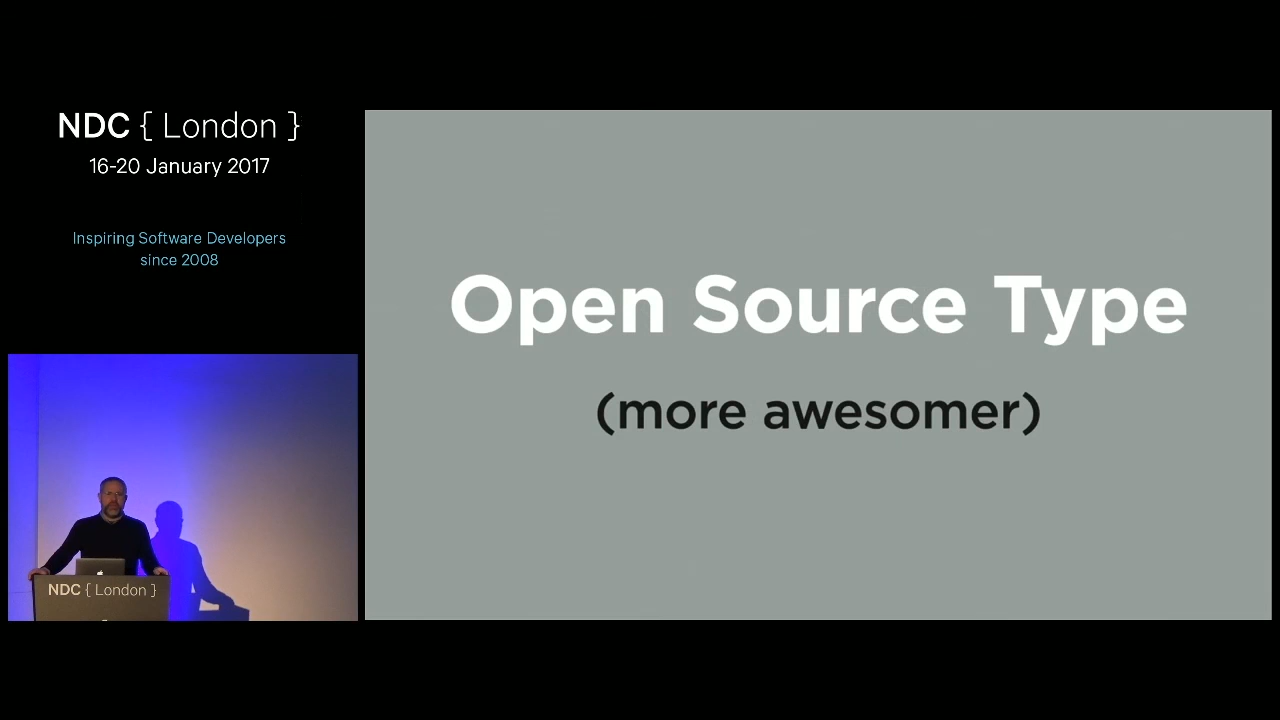 NDC { London }
16-20 January 2017
Inspiring Software Developers
since 2008
Open Source Type
(more awesomer)
NDC { London }